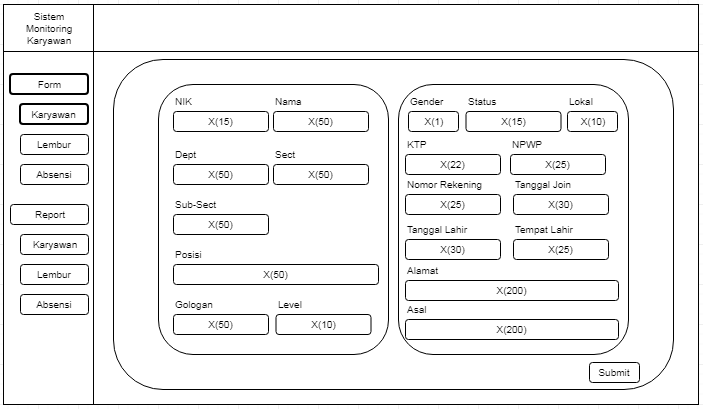 Sistem
Monitoring
Karyawan
Form
Karyawan
Lembur
Absensi
Report
Karyawan
Lembur
Absensi
NIK Nama
X(15) X(50)
Dept Sect
X(50) X(50)
Sub-Sect
X(50)
Posisi
X(50)
Gologan Level
X(50) X(10)
Gender Status Lokal
X(1) X(15) X(10)
KTP NPWP
X(22) X(25)
Nomor Rekening Tanggal Join
X(25) X(30)
Tanggal Lahir Tempat Lahir
X(30) X(25)
Alamat
X(200)
Asal
X(200)
Submit